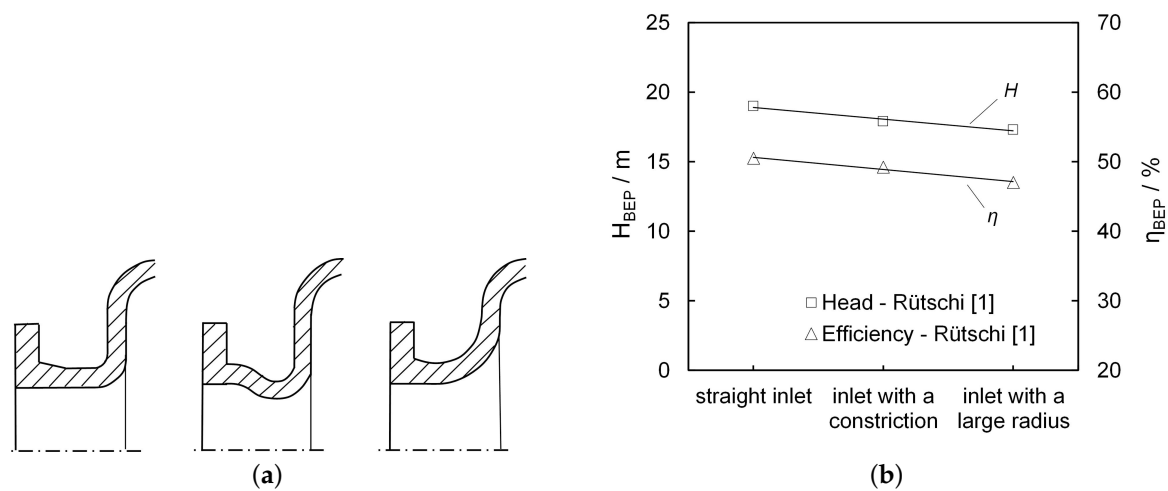 25
20
15
10
5
0
H_BEP / m
70
60
50
40
30
20
η_BEP / %
H
η
Head - Rütschi [1]
Efficiency - Rütschi [1]
straight inlet
inlet with a
constriction
inlet with a
large radius
(a)
(b)